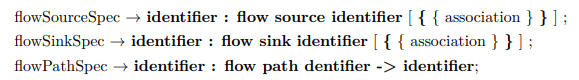 flowSourceSpec → identifier : flow source identifier [ { { association } } ] ;
flowSinkSpec → identifier : flow sink identifier [ { { association } } ] ;
flowPathSpec → identifier : flow path dentifier -> identifier;